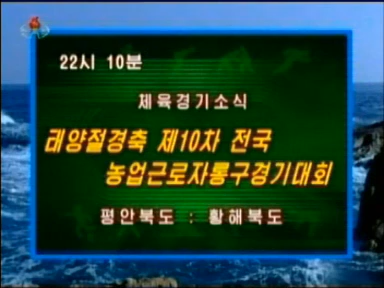 22시 10분
체육경기소식
태양절경축 제10차 전국
농업근로자롱구경기대회
평안북도 : 황해북도